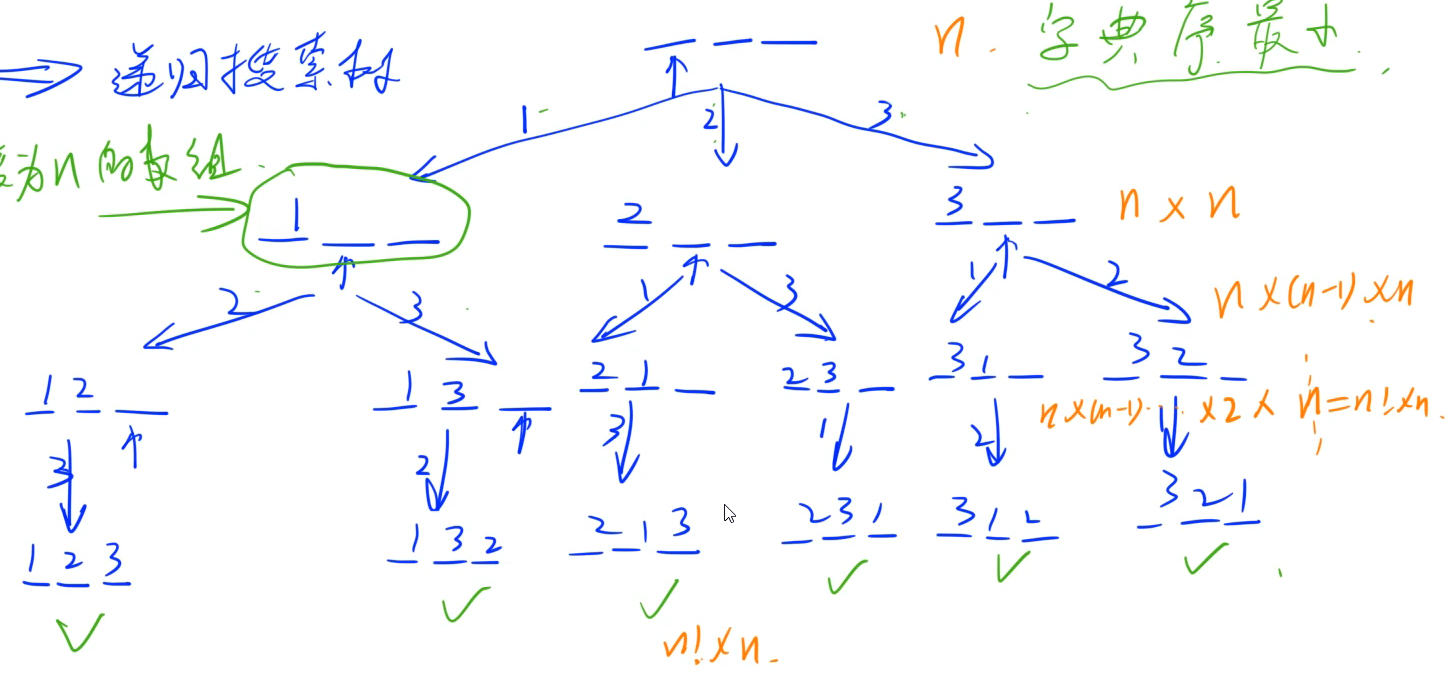 ⇒ 递归搜索树
n. 字典序最小.
为n的数组.
1 2 3
1 _ _
2 _ _
3 _ _
n × n
2 3
1 3
1 2
n×(n-1)×n
1 2 _
1 3 _
2 1 _
2 3 _
3 1 _
3 2 _
n×(n-1)...×2× n=n!×n.
3 2 3 1 2
1 2 3
1 3 2
2 1 3
2 3 1
3 1 2
3 2 1
n!×n.